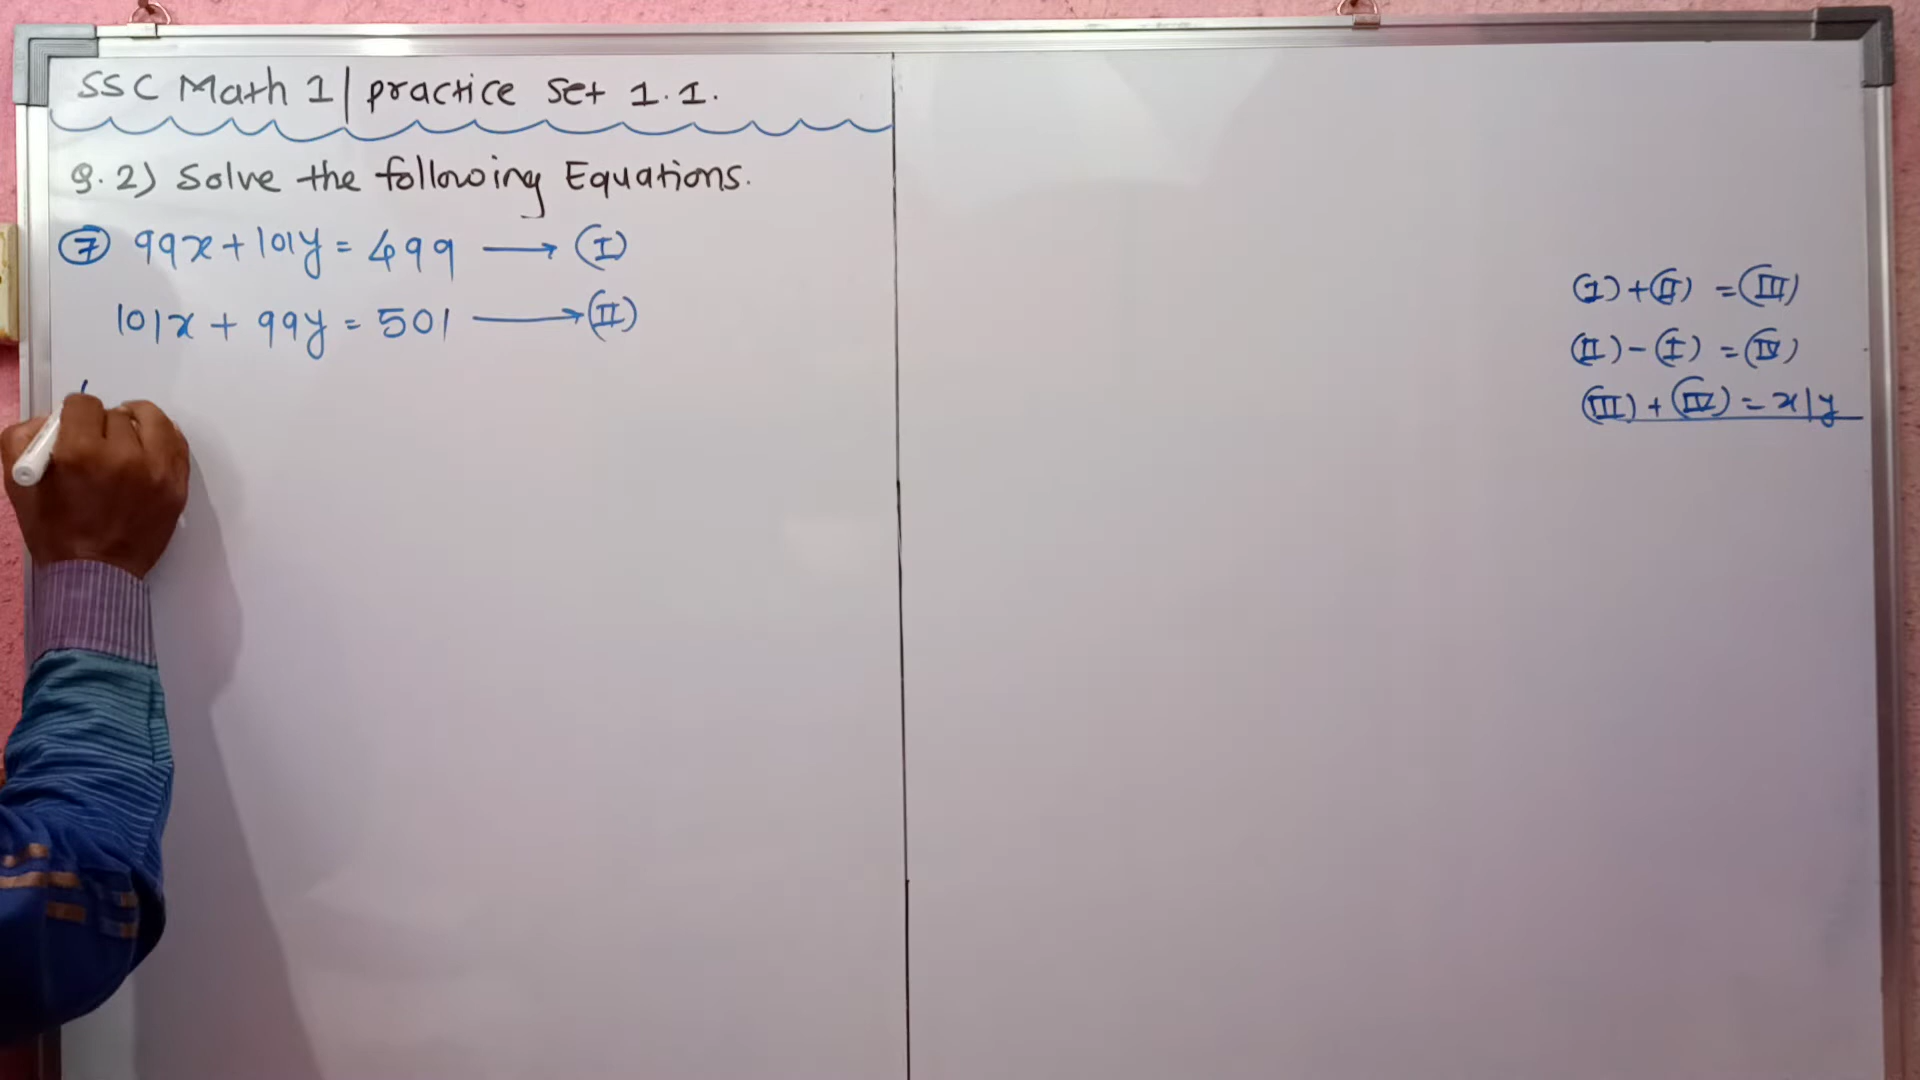 SSC Math 1 | practice set 1.1.
Q.2) Solve the following Equations.
⑦ 99x + 101y = 499 ⟶ (I)
101x + 99y = 501 ⟶ (II)
(I) + (II) = (III)
(II) - (I) = (IV)
(III) + (IV) = x|y